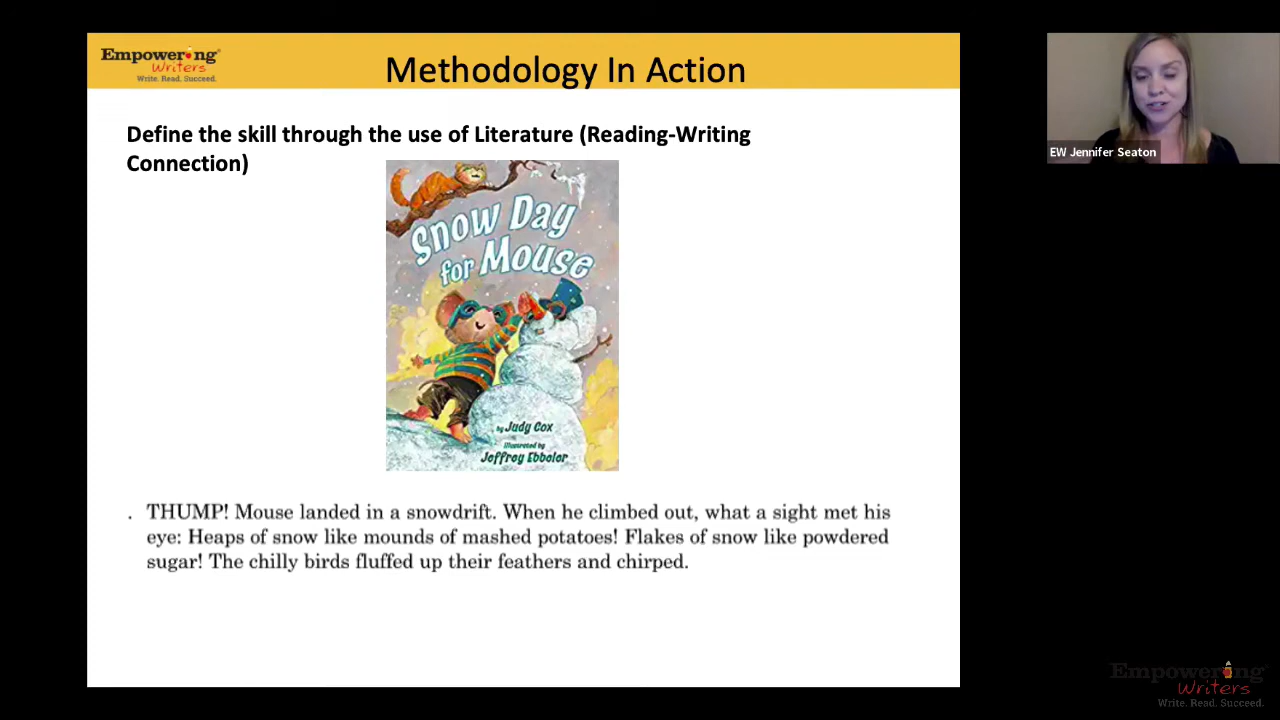 Empowering
Writers
Write. Read. Succeed.
Methodology In Action
Define the skill through the use of Literature (Reading-Writing
Connection)
Snow Day
for Mouse
by Judy Cox
illustrated by
Jeffrey Ebbeler
. THUMP! Mouse landed in a snowdrift. When he climbed out, what a sight met his
eye: Heaps of snow like mounds of mashed potatoes! Flakes of snow like powdered
sugar! The chilly birds fluffed up their feathers and chirped.
EW Jennifer Seaton
Empowering
Writers
Write. Read. Succeed.